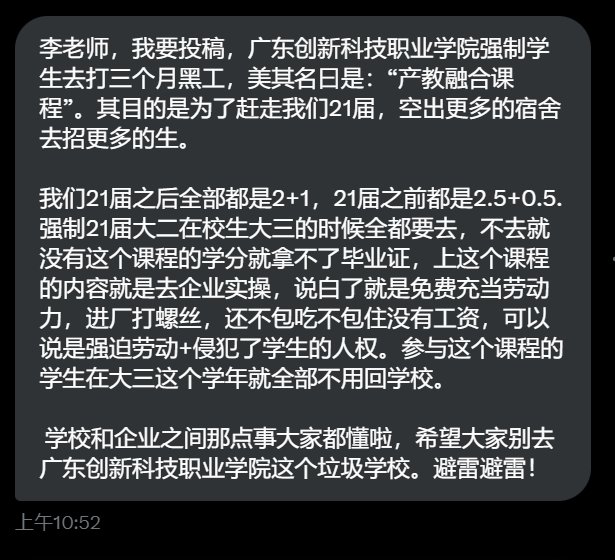 李老师，我要投稿，广东创新科技职业学院强制学
生去打三个月黑工，美其名曰是：“产教融合课
程”。其目的是为了赶走我们21届，空出更多的宿舍
去招更多的生。
我们21届之后全部都是2+1，21届之前都是2.5+0.5.
强制21届大二在校生大三的时候全都要去，不去就
没有这个课程的学分就拿不了毕业证，上这个课程
的内容就是去企业实操，说白了就是免费充当劳动
力，进厂打螺丝，还不包吃不包住没有工资，可以
说是强迫劳动+侵犯了学生的人权。参与这个课程的
学生在大三这个学年就全部不用回学校。
学校和企业之间那点事大家都懂啦，希望大家别去
广东创新科技职业学院这个垃圾学校。避雷避雷！
上午10:52